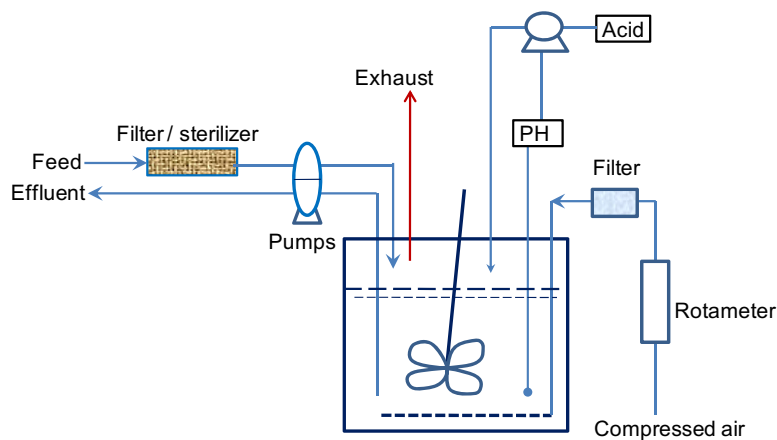 Acid
Exhaust
Filter / sterilizer
PH
Feed
Filter
Effluent
Pumps
Rotameter
Compressed air